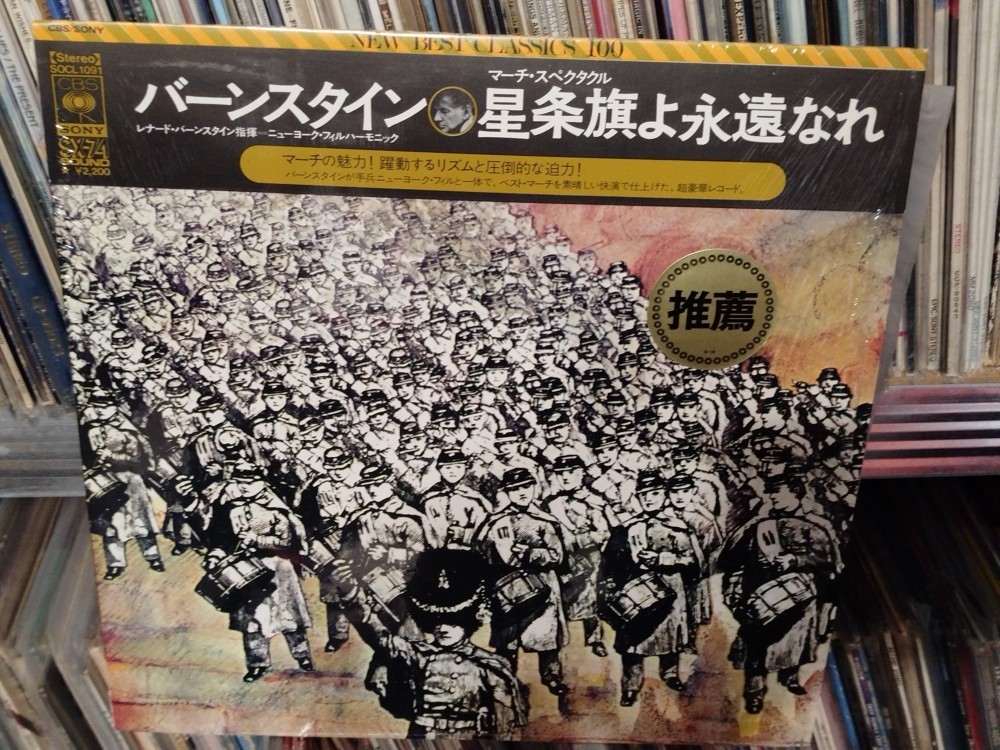 CBS/SONY
NEW BEST CLASSICS 100
【Stereo】
SOCL 1091
CBS
SONY
SX-74
SOUND
★ ¥2,200
マーチ・スペクタクル
バーンスタイン 星条旗よ永遠なれ
レナード・バーンスタイン指揮 ニューヨーク・フィルハーモニック
マーチの魅力!躍動するリズムと圧倒的な迫力!
バーンスタインが手兵ニューヨーク・フィルと一体で、ベスト・マーチを素晴しい快演で仕上げた、超豪華レコード。
推薦
STEREO